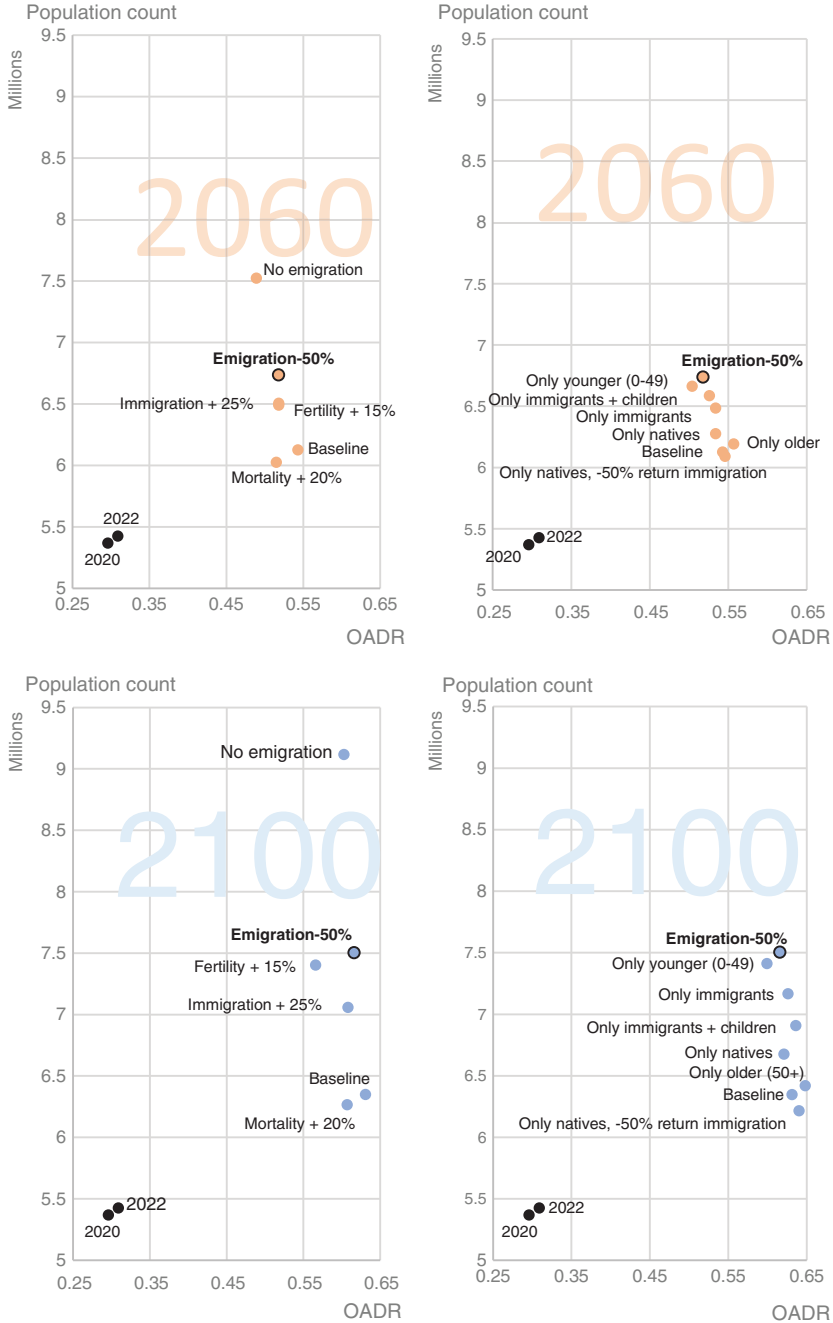 Population count
Millions
9.5
9
8.5
8
7.5
7
6.5
6
5.5
5
2060
No emigration
Emigration-50%
Immigration + 25%
Fertility + 15%
Baseline
Mortality + 20%
2022
2020
0.25 0.35 0.45 0.55 0.65
OADR
Population count
Millions
9.5
9
8.5
8
7.5
7
6.5
6
5.5
5
2060
Emigration-50%
Only younger (0-49)
Only immigrants + children
Only immigrants
Only natives
Only older
Baseline
Only natives, -50% return immigration
2022
2020
0.25 0.35 0.45 0.55 0.65
OADR
Population count
Millions
9.5
9
8.5
8
7.5
7
6.5
6
5.5
5
2100
No emigration
Emigration-50%
Fertility + 15%
Immigration + 25%
Baseline
Mortality + 20%
2022
2020
0.25 0.35 0.45 0.55 0.65
OADR
Population count
Millions
9.5
9
8.5
8
7.5
7
6.5
6
5.5
5
2100
Emigration-50%
Only younger (0-49)
Only immigrants
Only immigrants + children
Only natives
Only older (50+)
Baseline
Only natives, -50% return immigration
2022
2020
0.25 0.35 0.45 0.55 0.65
OADR